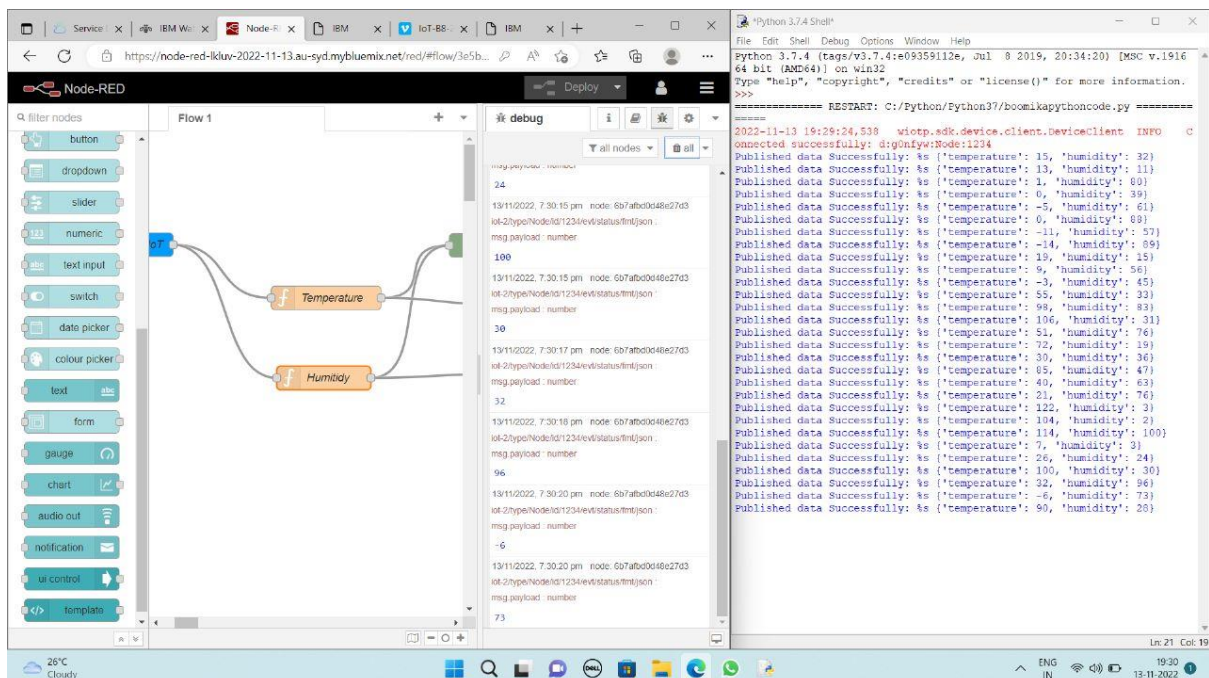 Service
IBM Wat
Node-R
IBM
IoT-B8-
IBM
https://node-red-lkluv-2022-11-13.au-syd.mybluemix.net/red/#flow/3e5b...
Node-RED
Deploy
filter nodes
button
dropdown
slider
numeric
text input
switch
date picker
colour picker
text
form
gauge
chart
audio out
notification
ui control
template
Flow 1
IoT
Temperature
Humitidy
debug
all nodes
all
msg.payload : number
24
13/11/2022, 7:30:15 pm node: 6b7afbd0d48e27d3
iot-2/type/Node/id/1234/evt/status/fmt/json :
msg.payload : number
100
13/11/2022, 7:30:15 pm node: 6b7afbd0d48e27d3
iot-2/type/Node/id/1234/evt/status/fmt/json :
msg.payload : number
30
13/11/2022, 7:30:17 pm node: 6b7afbd0d48e27d3
iot-2/type/Node/id/1234/evt/status/fmt/json :
msg.payload : number
32
13/11/2022, 7:30:18 pm node: 6b7afbd0d48e27d3
iot-2/type/Node/id/1234/evt/status/fmt/json :
msg.payload : number
96
13/11/2022, 7:30:20 pm node: 6b7afbd0d48e27d3
iot-2/type/Node/id/1234/evt/status/fmt/json :
msg.payload : number
-6
13/11/2022, 7:30:20 pm node: 6b7afbd0d48e27d3
iot-2/type/Node/id/1234/evt/status/fmt/json :
msg.payload : number
73
*Python 3.7.4 Shell*
File Edit Shell Debug Options Window Help
Python 3.7.4 (tags/v3.7.4:e09359112e, Jul 8 2019, 20:34:20) [MSC v.1916
64 bit (AMD64)] on win32
Type "help", "copyright", "credits" or "license()" for more information.
>>>
============== RESTART: C:/Python/Python37/boomikapythoncode.py =========
=====
2022-11-13 19:29:24,538 wiotp.sdk.device.client.DeviceClient INFO C
onnected successfully: d:g0nfyw:Node:1234
Published data Successfully: %s {'temperature': 15, 'humidity': 32}
Published data Successfully: %s {'temperature': 13, 'humidity': 11}
Published data Successfully: %s {'temperature': 1, 'humidity': 80}
Published data Successfully: %s {'temperature': 0, 'humidity': 39}
Published data Successfully: %s {'temperature': -5, 'humidity': 61}
Published data Successfully: %s {'temperature': 0, 'humidity': 88}
Published data Successfully: %s {'temperature': -11, 'humidity': 57}
Published data Successfully: %s {'temperature': -14, 'humidity': 89}
Published data Successfully: %s {'temperature': 19, 'humidity': 15}
Published data Successfully: %s {'temperature': 9, 'humidity': 56}
Published data Successfully: %s {'temperature': -3, 'humidity': 45}
Published data Successfully: %s {'temperature': 55, 'humidity': 33}
Published data Successfully: %s {'temperature': 98, 'humidity': 83}
Published data Successfully: %s {'temperature': 106, 'humidity': 31}
Published data Successfully: %s {'temperature': 51, 'humidity': 76}
Published data Successfully: %s {'temperature': 72, 'humidity': 19}
Published data Successfully: %s {'temperature': 30, 'humidity': 36}
Published data Successfully: %s {'temperature': 85, 'humidity': 47}
Published data Successfully: %s {'temperature': 40, 'humidity': 63}
Published data Successfully: %s {'temperature': 21, 'humidity': 76}
Published data Successfully: %s {'temperature': 122, 'humidity': 3}
Published data Successfully: %s {'temperature': 104, 'humidity': 2}
Published data Successfully: %s {'temperature': 114, 'humidity': 100}
Published data Successfully: %s {'temperature': 7, 'humidity': 3}
Published data Successfully: %s {'temperature': 26, 'humidity': 24}
Published data Successfully: %s {'temperature': 100, 'humidity': 30}
Published data Successfully: %s {'temperature': 32, 'humidity': 96}
Published data Successfully: %s {'temperature': -6, 'humidity': 73}
Published data Successfully: %s {'temperature': 90, 'humidity': 28}
Ln: 21 Col: 19
26°C
Cloudy
DELL
ENG
IN
19:30
13-11-2022